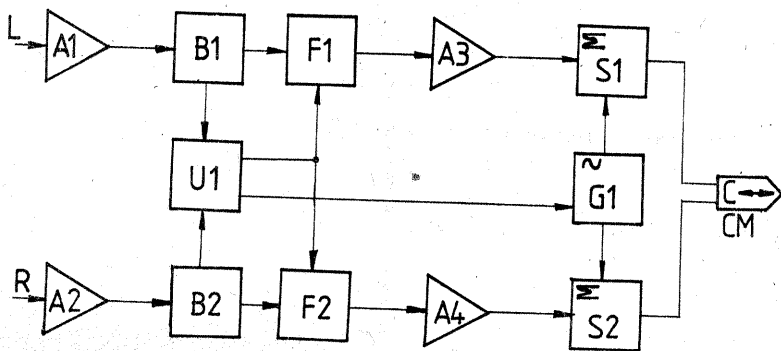 L
A1
B1
F1
A3
Σ
S1
U1
~
G1
C
CM
R
A2
B2
F2
A4
Σ
S2